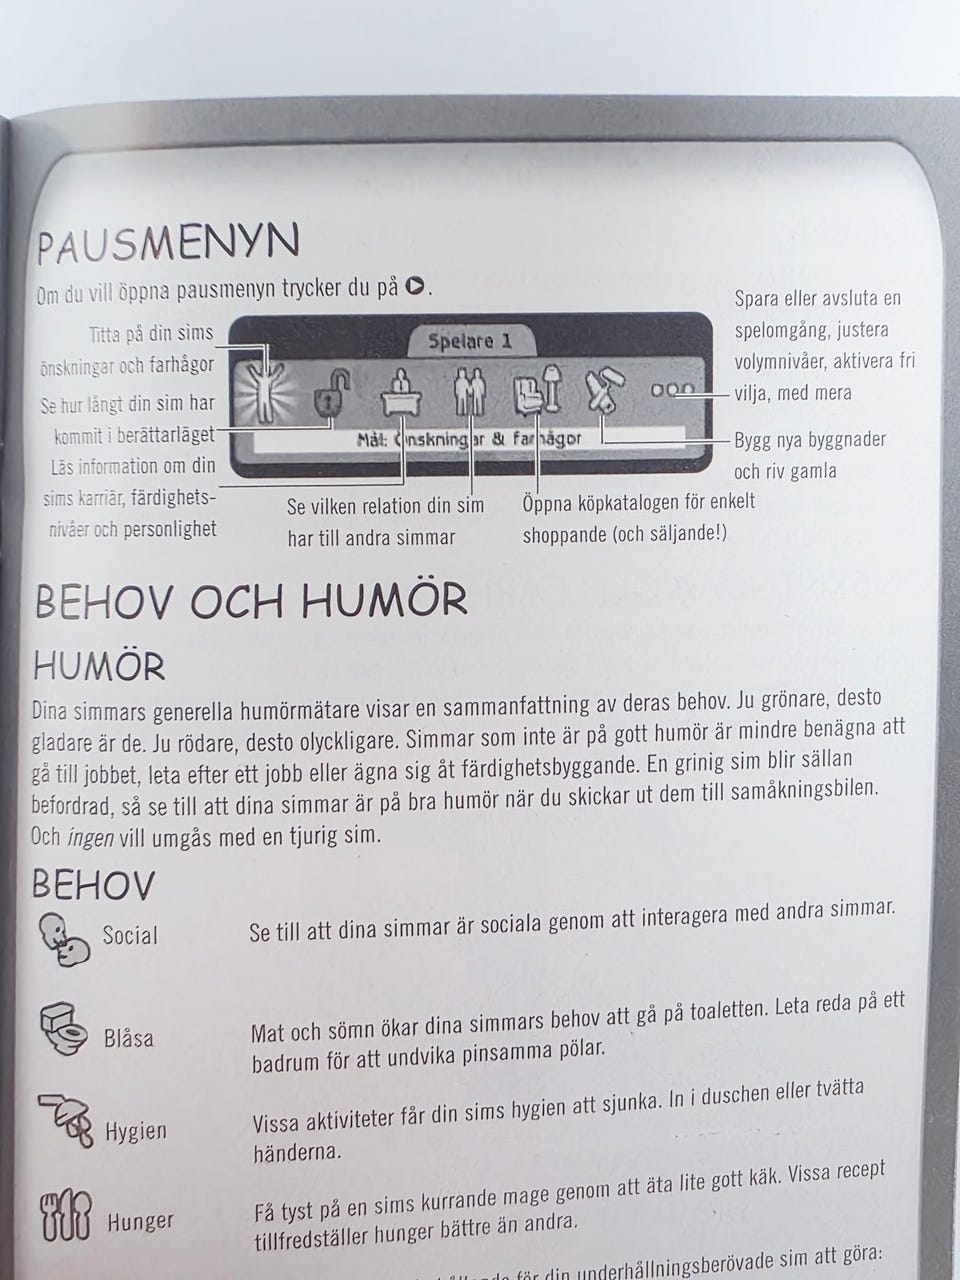 PAUSMENYN
Om du vill öppna pausmenyn trycker du på .
Titta på din sims
önskningar och farhågor
Se hur långt din sim har
kommit i berättarläget
Läs information om din
sims karriär, färdighets-
nivåer och personlighet
Spelare 1
Mål: Önskningar & farhågor
Se vilken relation din sim
har till andra simmar
Öppna köpkatalogen för enkelt
shoppande (och säljande!)
Spara eller avsluta en
spelomgång, justera
volymnivåer, aktivera fri
vilja, med mera
Bygg nya byggnader
och riv gamla
BEHOV OCH HUMÖR
HUMÖR
Dina simmars generella humörmätare visar en sammanfattning av deras behov. Ju grönare, desto
gladare är de. Ju rödare, desto olyckligare. Simmar som inte är på gott humör är mindre benägna att
gå till jobbet, leta efter ett jobb eller ägna sig åt färdighetsbyggande. En grinig sim blir sällan
befordrad, så se till att dina simmar är på bra humör när du skickar ut dem till samåkningsbilen.
Och ingen vill umgås med en tjurig sim.
BEHOV
Social
Se till att dina simmar är sociala genom att interagera med andra simmar.
Blåsa
Mat och sömn ökar dina simmars behov att gå på toaletten. Leta reda på ett
badrum för att undvika pinsamma pölar.
Hygien
Vissa aktiviteter får din sims hygien att sjunka. In i duschen eller tvätta
händerna.
Hunger
Få tyst på en sims kurrande mage genom att äta lite gott käk. Vissa recept
tillfredställer hunger bättre än andra.
för din underhållningsberövade sim att göra: